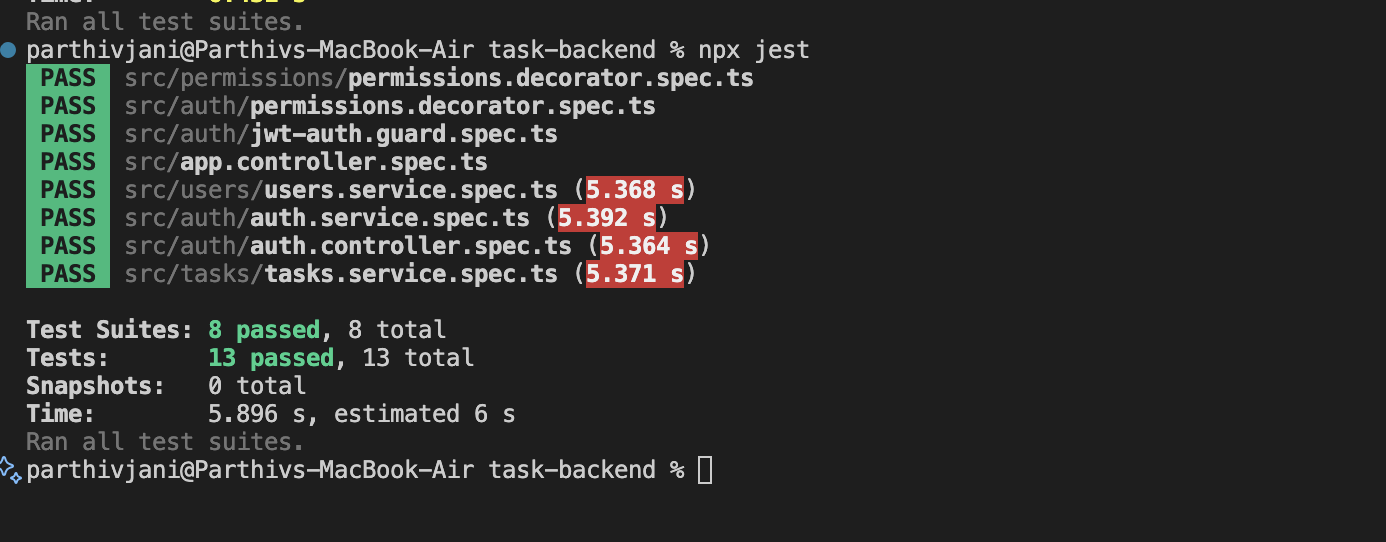 Ran all test suites.
parthivjani@Parthivs-MacBook-Air task-backend % npx jest
PASS src/permissions/permissions.decorator.spec.ts
PASS src/auth/permissions.decorator.spec.ts
PASS src/auth/jwt-auth.guard.spec.ts
PASS src/app.controller.spec.ts
PASS src/users/users.service.spec.ts (5.368 s)
PASS src/auth/auth.service.spec.ts (5.392 s)
PASS src/auth/auth.controller.spec.ts (5.364 s)
PASS src/tasks/tasks.service.spec.ts (5.371 s)
Test Suites: 8 passed, 8 total
Tests: 13 passed, 13 total
Snapshots: 0 total
Time: 5.896 s, estimated 6 s
Ran all test suites.
parthivjani@Parthivs-MacBook-Air task-backend %